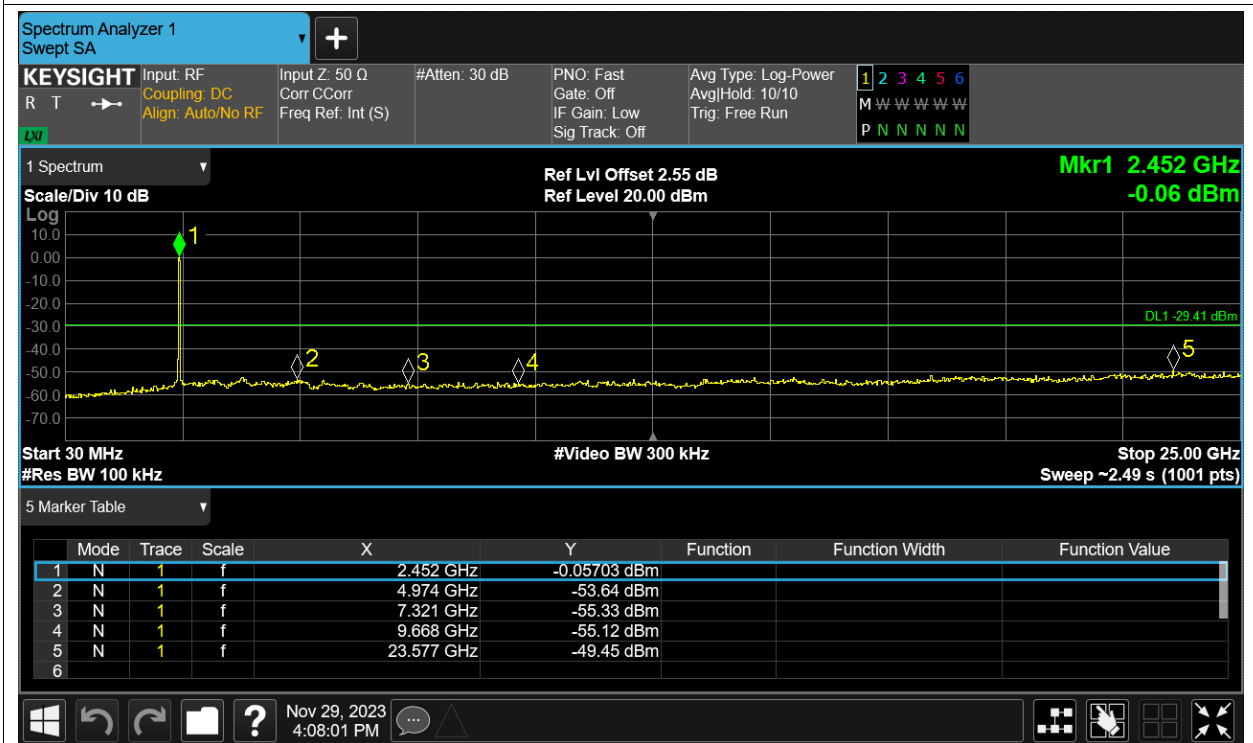 Spectrum Analyzer 1
Swept SA
KEYSIGHT
R T
LXI
Input: RF
Coupling: DC
Align: Auto/No RF
Input Z: 50 Ω
Corr CCorr
Freq Ref: Int (S)
#Atten: 30 dB
PNO: Fast
Gate: Off
IF Gain: Low
Sig Track: Off
Avg Type: Log-Power
Avg|Hold: 10/10
Trig: Free Run
1 2 3 4 5 6
M W W W W W
P N N N N N
1 Spectrum
Scale/Div 10 dB
Ref Lvl Offset 2.55 dB
Ref Level 20.00 dBm
Mkr1 2.452 GHz
-0.06 dBm
Log
10.0
0.00
-10.0
-20.0
-30.0
-40.0
-50.0
-60.0
-70.0
1
2
3
4
5
DL1 -29.41 dBm
Start 30 MHz
#Res BW 100 kHz
#Video BW 300 kHz
Stop 25.00 GHz
Sweep ~2.49 s (1001 pts)
5 Marker Table
Mode Trace Scale X Y Function Function Width Function Value
1 N 1 f 2.452 GHz -0.05703 dBm
2 N 1 f 4.974 GHz -53.64 dBm
3 N 1 f 7.321 GHz -55.33 dBm
4 N 1 f 9.668 GHz -55.12 dBm
5 N 1 f 23.577 GHz -49.45 dBm
6
?
Nov 29, 2023
4:08:01 PM